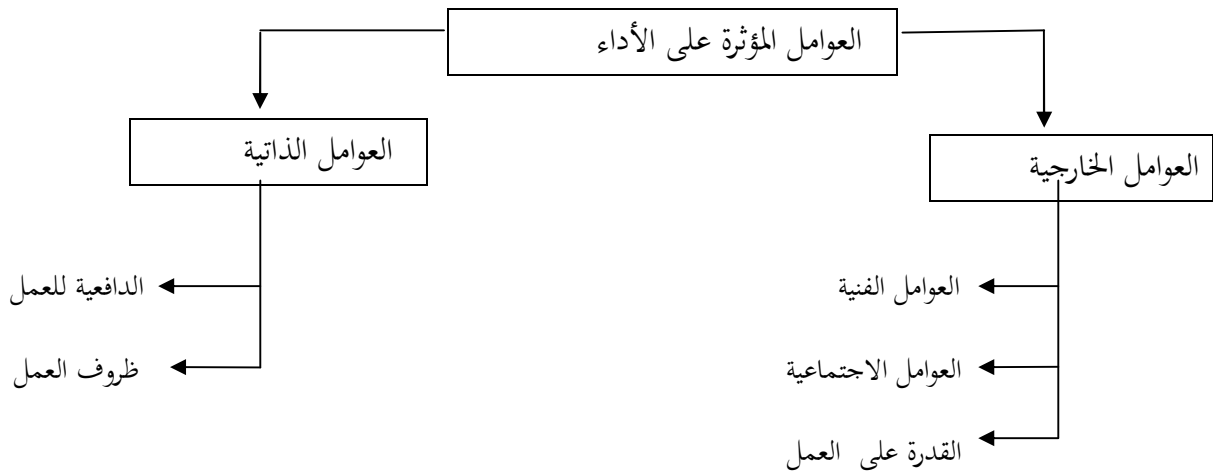 العوامل المؤثرة على الأداء
العوامل الخارجية
العوامل الذاتية
العوامل الفنية
الدافعية للعمل
العوامل الاجتماعية
ظروف العمل
القدرة على العمل